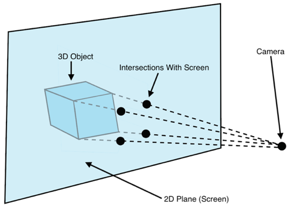 3D Object
Camera
Intersections With Screen
2D Plane (Screen)